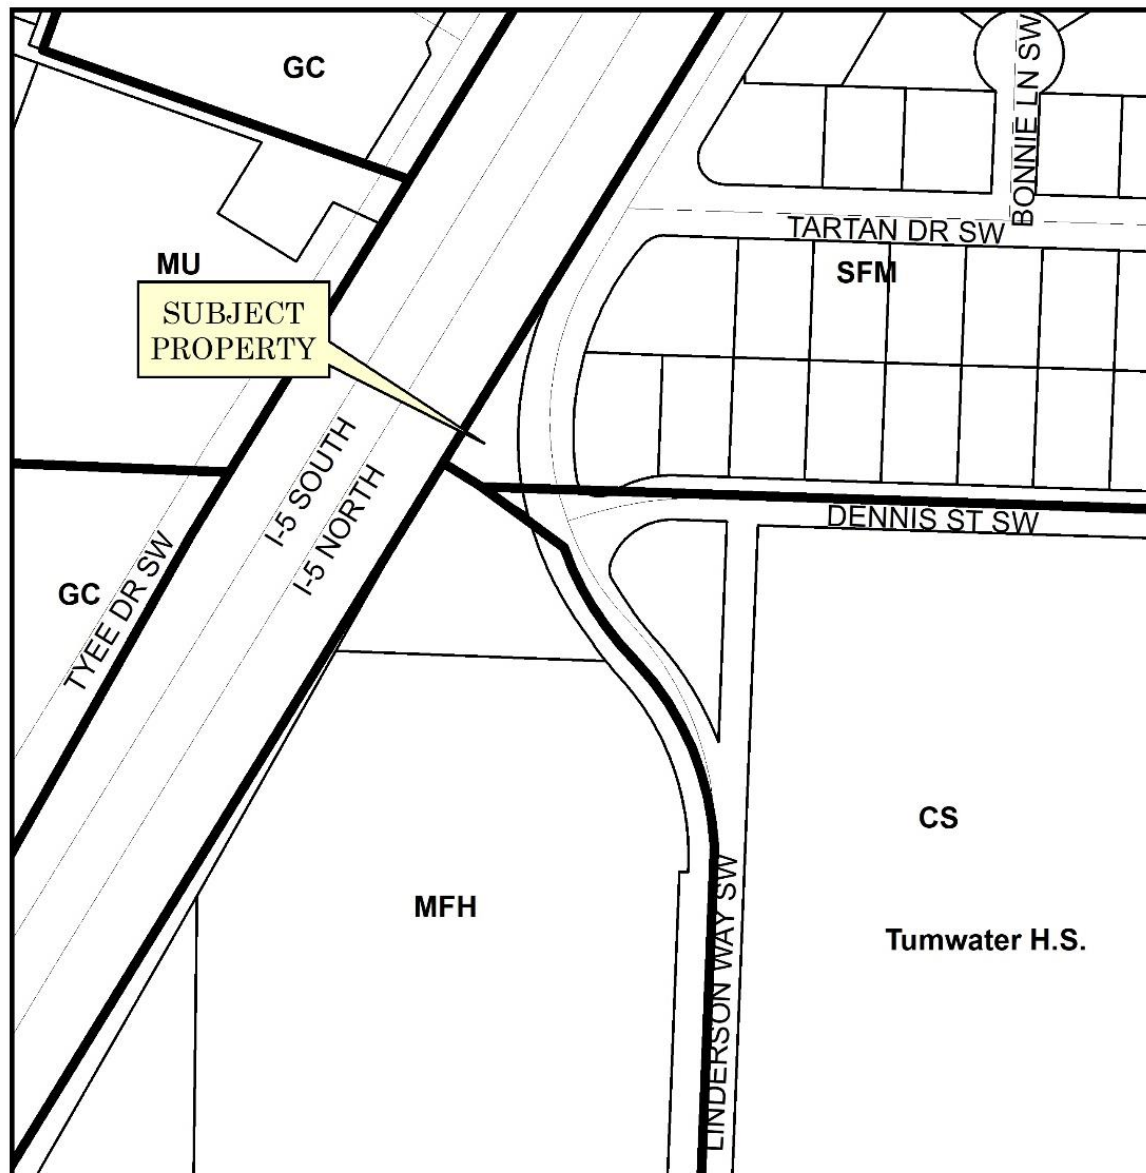 GC
BONNIE LN SW
TARTAN DR SW
MU
SFM
SUBJECT
PROPERTY
I-5 SOUTH
I-5 NORTH
DENNIS ST SW
GC
TYEE DR SW
CS
MFH
Tumwater H.S.
LINDERSON WAY SW